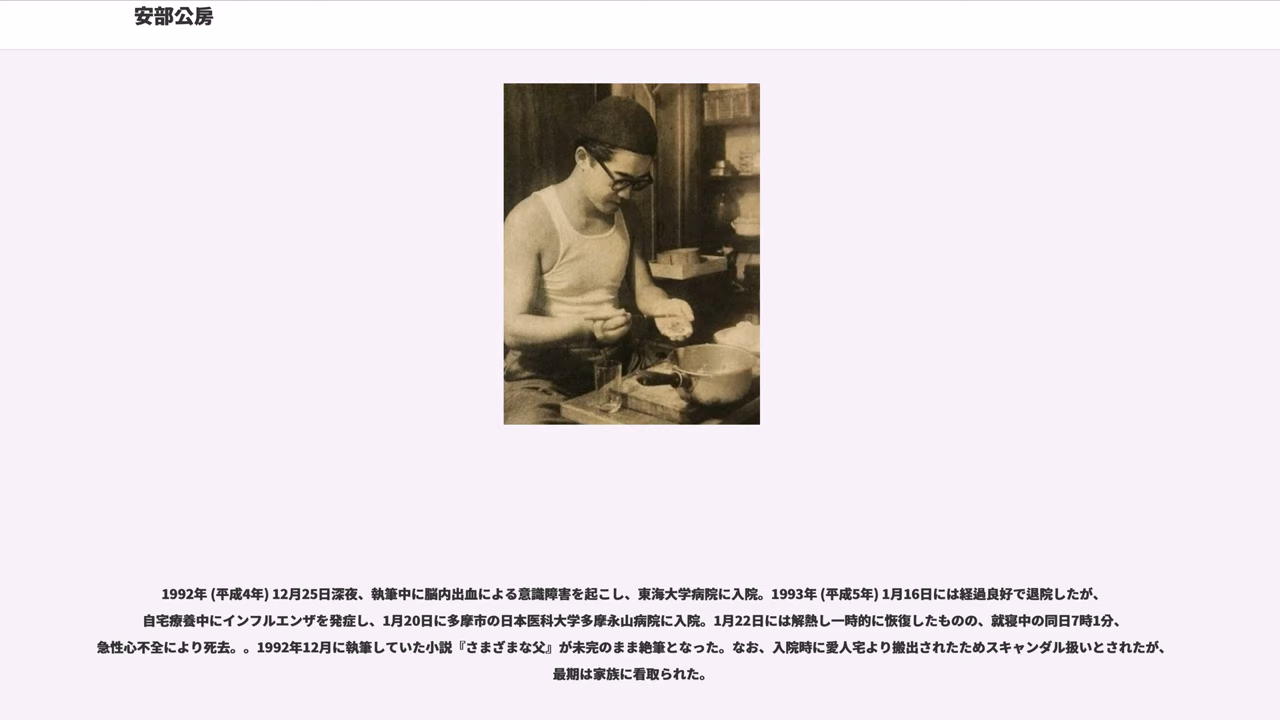 安部公房
1992年 (平成4年) 12月25日深夜、執筆中に脳内出血による意識障害を起こし、東海大学病院に入院。1993年 (平成5年) 1月16日には経過良好で退院したが、
自宅療養中にインフルエンザを発症し、1月20日に多摩市の日本医科大学多摩永山病院に入院。1月22日には解熱し一時的に恢復したものの、就寝中の同日7時1分、
急性心不全により死去。。1992年12月に執筆していた小説『さまざまな父』が未完のまま絶筆となった。なお、入院時に愛人宅より搬出されたためスキャンダル扱いとされたが、
最期は家族に看取られた。